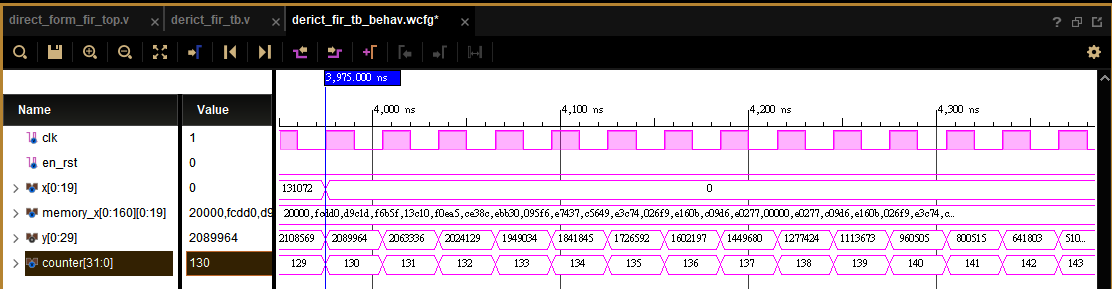 direct_form_fir_top.v × derict_fir_tb.v × derict_fir_tb_behav.wcfg* ×
3,975.000 ns
Name Value
4,000 ns 4,100 ns 4,200 ns 4,300 ns
clk 1
en_rst 0
x[0:19] 0 131072 0
memory_x[0:160][0:19] 20000,fcdd0,d9 20000,fcdd0,d9c1d,f6b5f,13c10,f0ea5,ce38c,ebb30,095f6,e7437,c5649,e3c74,026f9,e160b,c09d6,e0277,00000,e0277,c09d6,e160b,026f9,e3c74,c...
y[0:29] 2089964 2108569 2089964 2063336 2024129 1949034 1841845 1726592 1602197 1449680 1277424 1113673 960505 800515 641803 510...
counter[31:0] 130 129 130 131 132 133 134 135 136 137 138 139 140 141 142 143